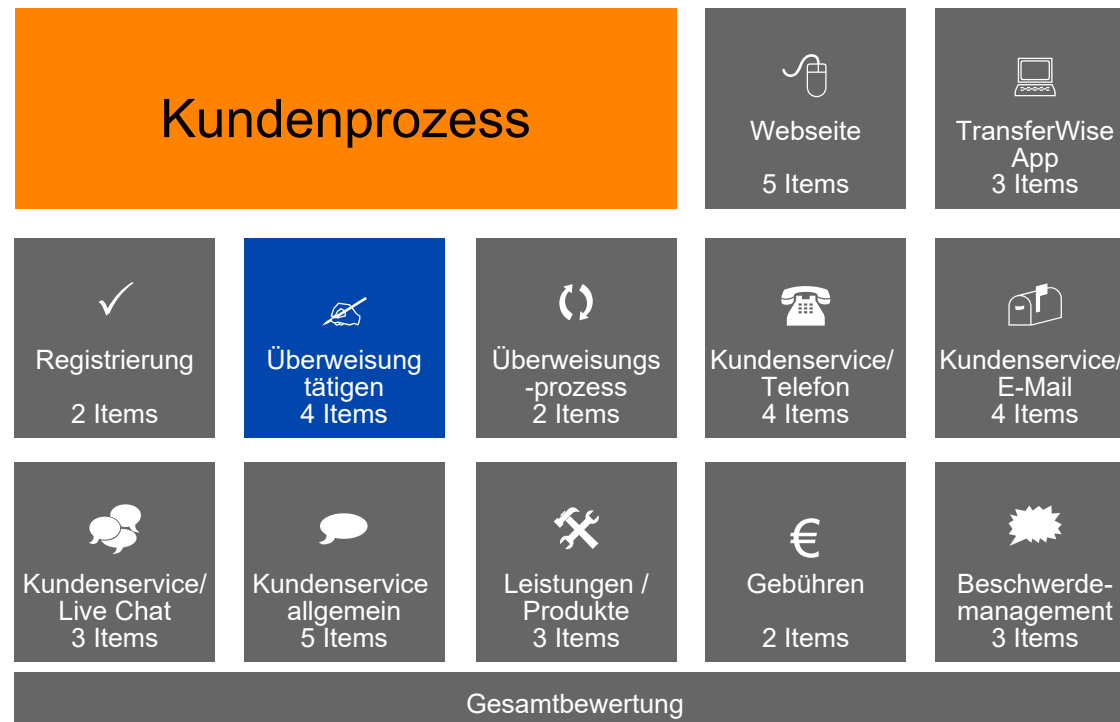 Kundenprozess
Webseite
5 Items
TransferWise
App
3 Items
Registrierung
2 Items
Überweisung
tätigen
4 Items
Überweisungs
-prozess
2 Items
Kundenservice/
Telefon
4 Items
Kundenservice/
E-Mail
4 Items
Kundenservice/
Live Chat
3 Items
Kundenservice
allgemein
5 Items
Leistungen /
Produkte
3 Items
€
Gebühren
2 Items
Beschwerde-
management
3 Items
Gesamtbewertung